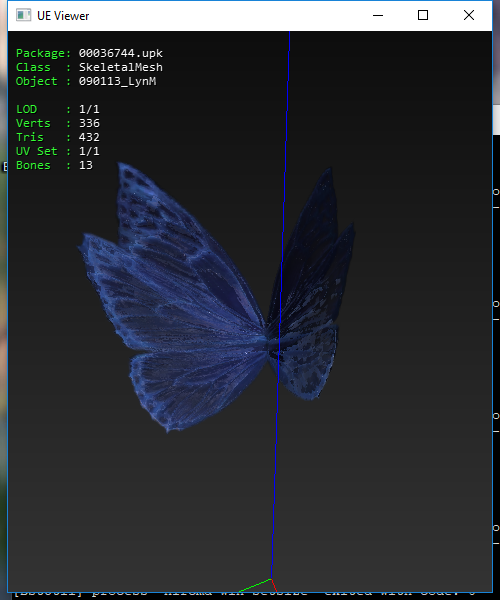 UE Viewer
Package: 00036744.upk
Class  : SkeletalMesh
Object : 090113_LynM
LOD    : 1/1
Verts  : 336
Tris   : 432
UV Set : 1/1
Bones  : 13